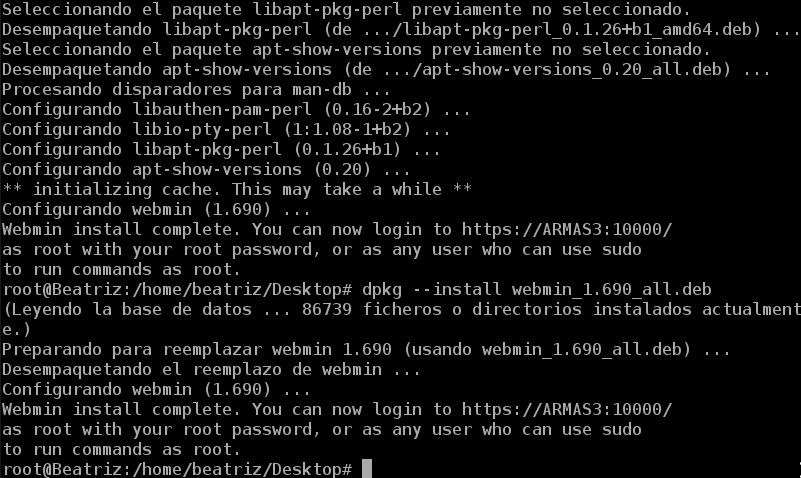 Seleccionando el paquete libapt-pkg-perl previamente no seleccionado.
Desempaquetando libapt-pkg-perl (de .../libapt-pkg-perl_0.1.26+b1_amd64.deb) ...
Seleccionando el paquete apt-show-versions previamente no seleccionado.
Desempaquetando apt-show-versions (de .../apt-show-versions_0.20_all.deb) ...
Procesando disparadores para man-db ...
Configurando libauthen-pam-perl (0.16-2+b2) ...
Configurando libio-pty-perl (1:1.08-1+b2) ...
Configurando libapt-pkg-perl (0.1.26+b1) ...
Configurando apt-show-versions (0.20) ...
** initializing cache. This may take a while **
Configurando webmin (1.690) ...
Webmin install complete. You can now login to https://ARMAS3:10000/
as root with your root password, or as any user who can use sudo
to run commands as root.
root@Beatriz:/home/beatriz/Desktop# dpkg --install webmin_1.690_all.deb
(Leyendo la base de datos ... 86739 ficheros o directorios instalados actualment
e.)
Preparando para reemplazar webmin 1.690 (usando webmin_1.690_all.deb) ...
Desempaquetando el reemplazo de webmin ...
Configurando webmin (1.690) ...
Webmin install complete. You can now login to https://ARMAS3:10000/
as root with your root password, or as any user who can use sudo
to run commands as root.
root@Beatriz:/home/beatriz/Desktop#